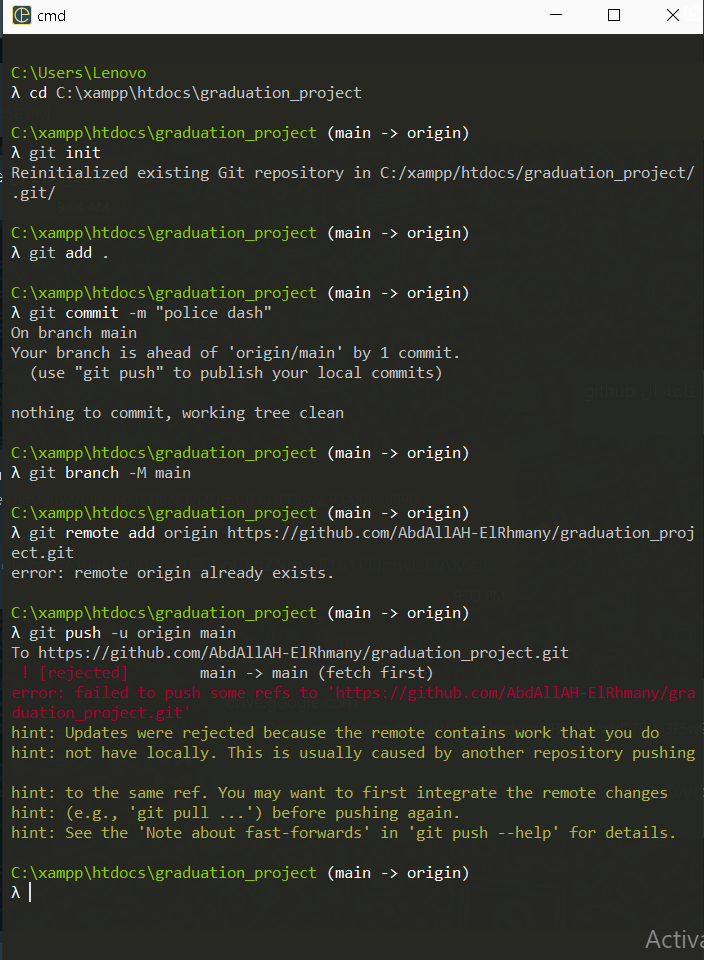 cmd
C:\Users\Lenovo
λ cd C:\xampp\htdocs\graduation_project
C:\xampp\htdocs\graduation_project (main -> origin)
λ git init
Reinitialized existing Git repository in C:/xampp/htdocs/graduation_project/
.git/
C:\xampp\htdocs\graduation_project (main -> origin)
λ git add .
C:\xampp\htdocs\graduation_project (main -> origin)
λ git commit -m "police dash"
On branch main
Your branch is ahead of 'origin/main' by 1 commit.
  (use "git push" to publish your local commits)
nothing to commit, working tree clean
C:\xampp\htdocs\graduation_project (main -> origin)
λ git branch -M main
C:\xampp\htdocs\graduation_project (main -> origin)
λ git remote add origin https://github.com/AbdAllAH-ElRhmany/graduation_proj
ect.git
error: remote origin already exists.
C:\xampp\htdocs\graduation_project (main -> origin)
λ git push -u origin main
To https://github.com/AbdAllAH-ElRhmany/graduation_project.git
 ! [rejected]        main -> main (fetch first)
error: failed to push some refs to 'https://github.com/AbdAllAH-ElRhmany/gra
duation_project.git'
hint: Updates were rejected because the remote contains work that you do
hint: not have locally. This is usually caused by another repository pushing
hint: to the same ref. You may want to first integrate the remote changes
hint: (e.g., 'git pull ...') before pushing again.
hint: See the 'Note about fast-forwards' in 'git push --help' for details.
C:\xampp\htdocs\graduation_project (main -> origin)
λ
Activa